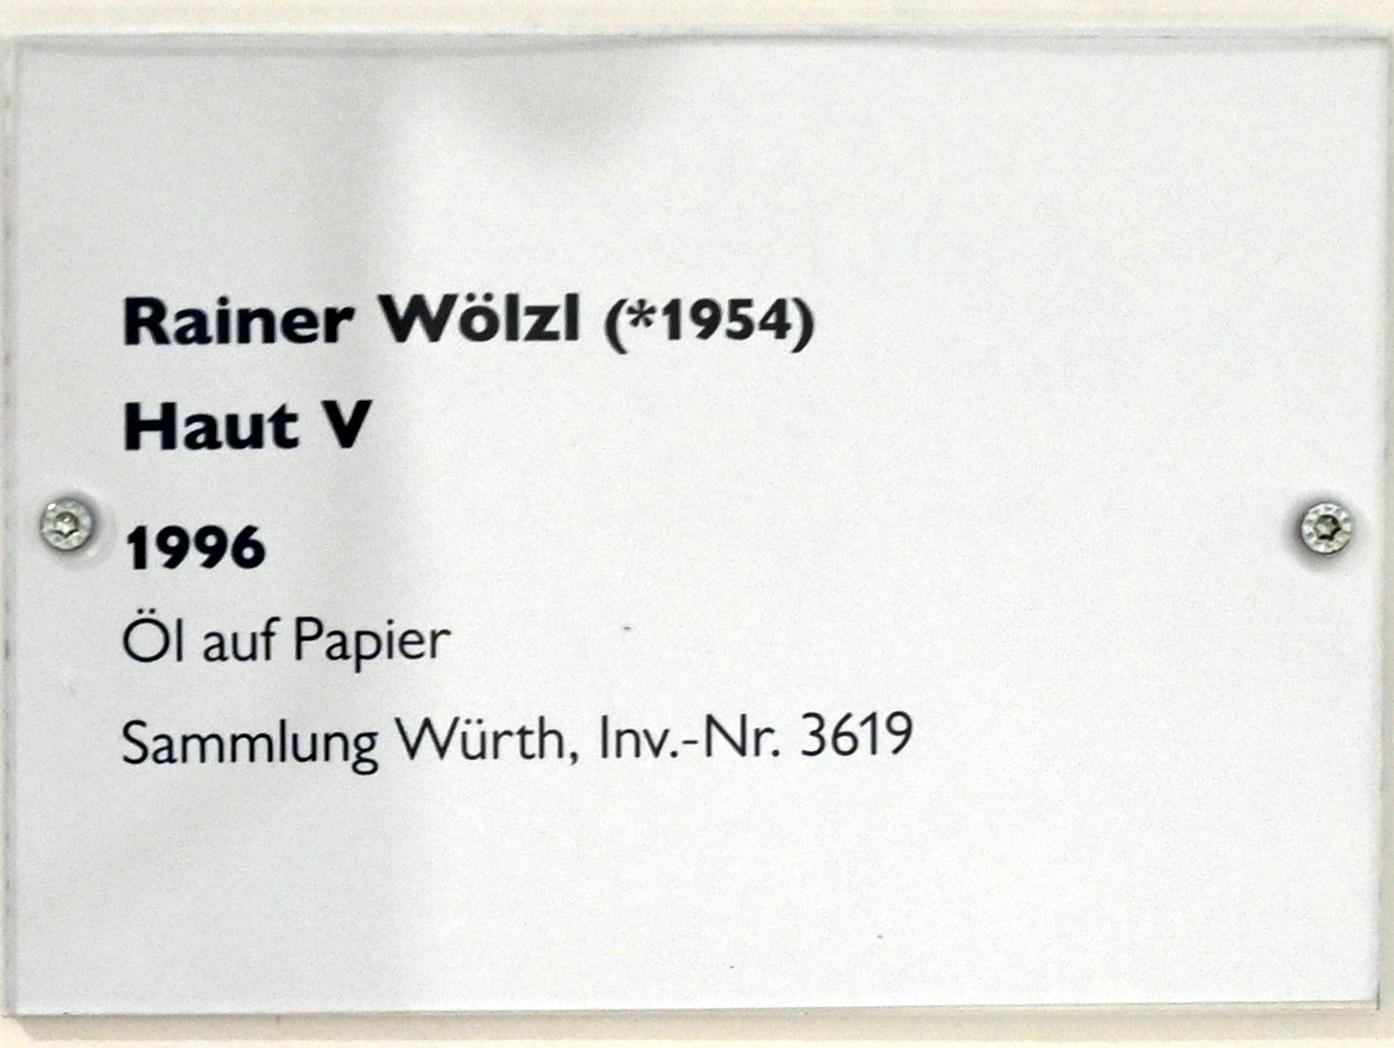 Rainer Wölzl (*1954)
Haut V
1996
Öl auf Papier
Sammlung Würth, Inv.-Nr. 3619